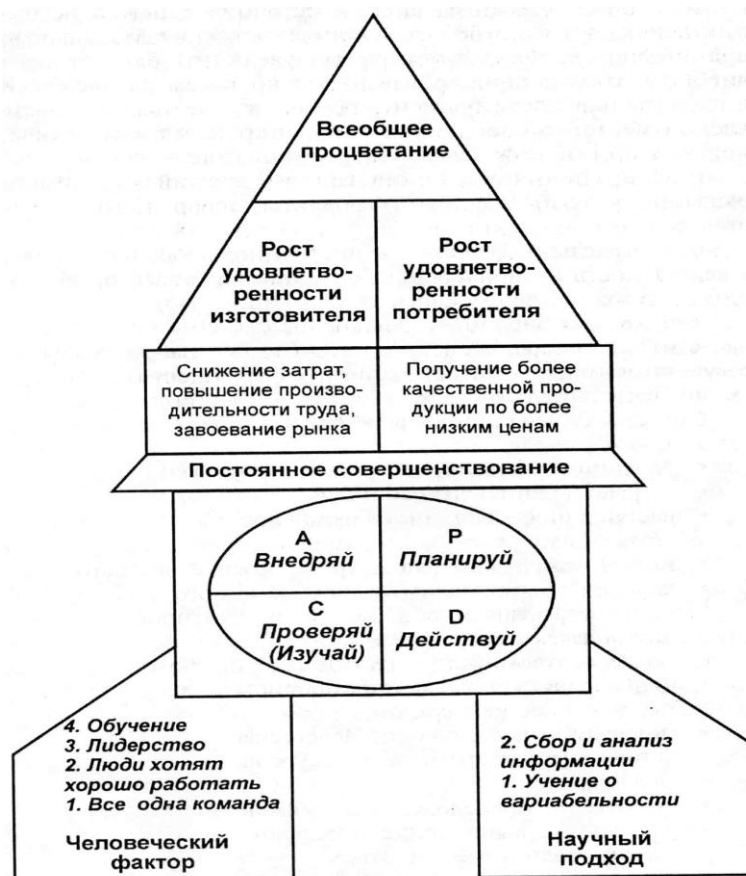 Всеобщее
процветание
Рост
удовлетво-
ренности
изготовителя
Рост
удовлетво-
ренности
потребителя
Снижение затрат,
повышение произво-
дительности труда,
завоевание рынка
Получение более
качественной про-
дукции по более
низким ценам
Постоянное совершенствование
A
Внедряй
P
Планируй
C
Проверяй
(Изучай)
D
Действуй
4. Обучение
3. Лидерство
2. Люди хотят
хорошо работать
1. Все одна команда
Человеческий
фактор
2. Сбор и анализ
информации
1. Учение о
вариабельности
Научный
подход